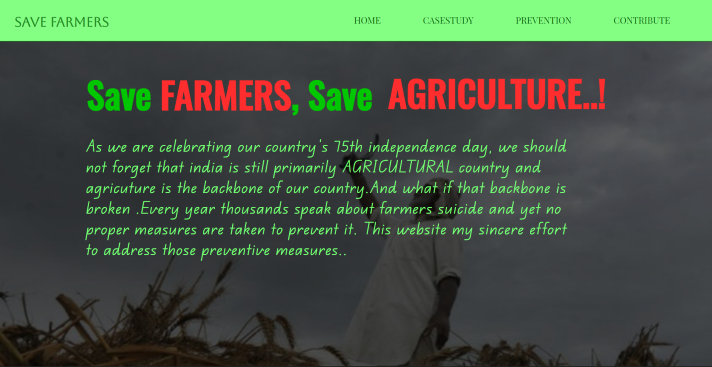 SAVE FARMERS HOME CASESTUDY PREVENTION CONTRIBUTE
Save FARMERS, Save AGRICULTURE..!
As we are celebrating our country's 75th independence day, we should
not forget that india is still primarily AGRICULTURAL country and
agricuture is the backbone of our country.And what if that backbone is
broken .Every year thousands speak about farmers suicide and yet no
proper measures are taken to prevent it. This website my sincere effort
to address those preventive measures..